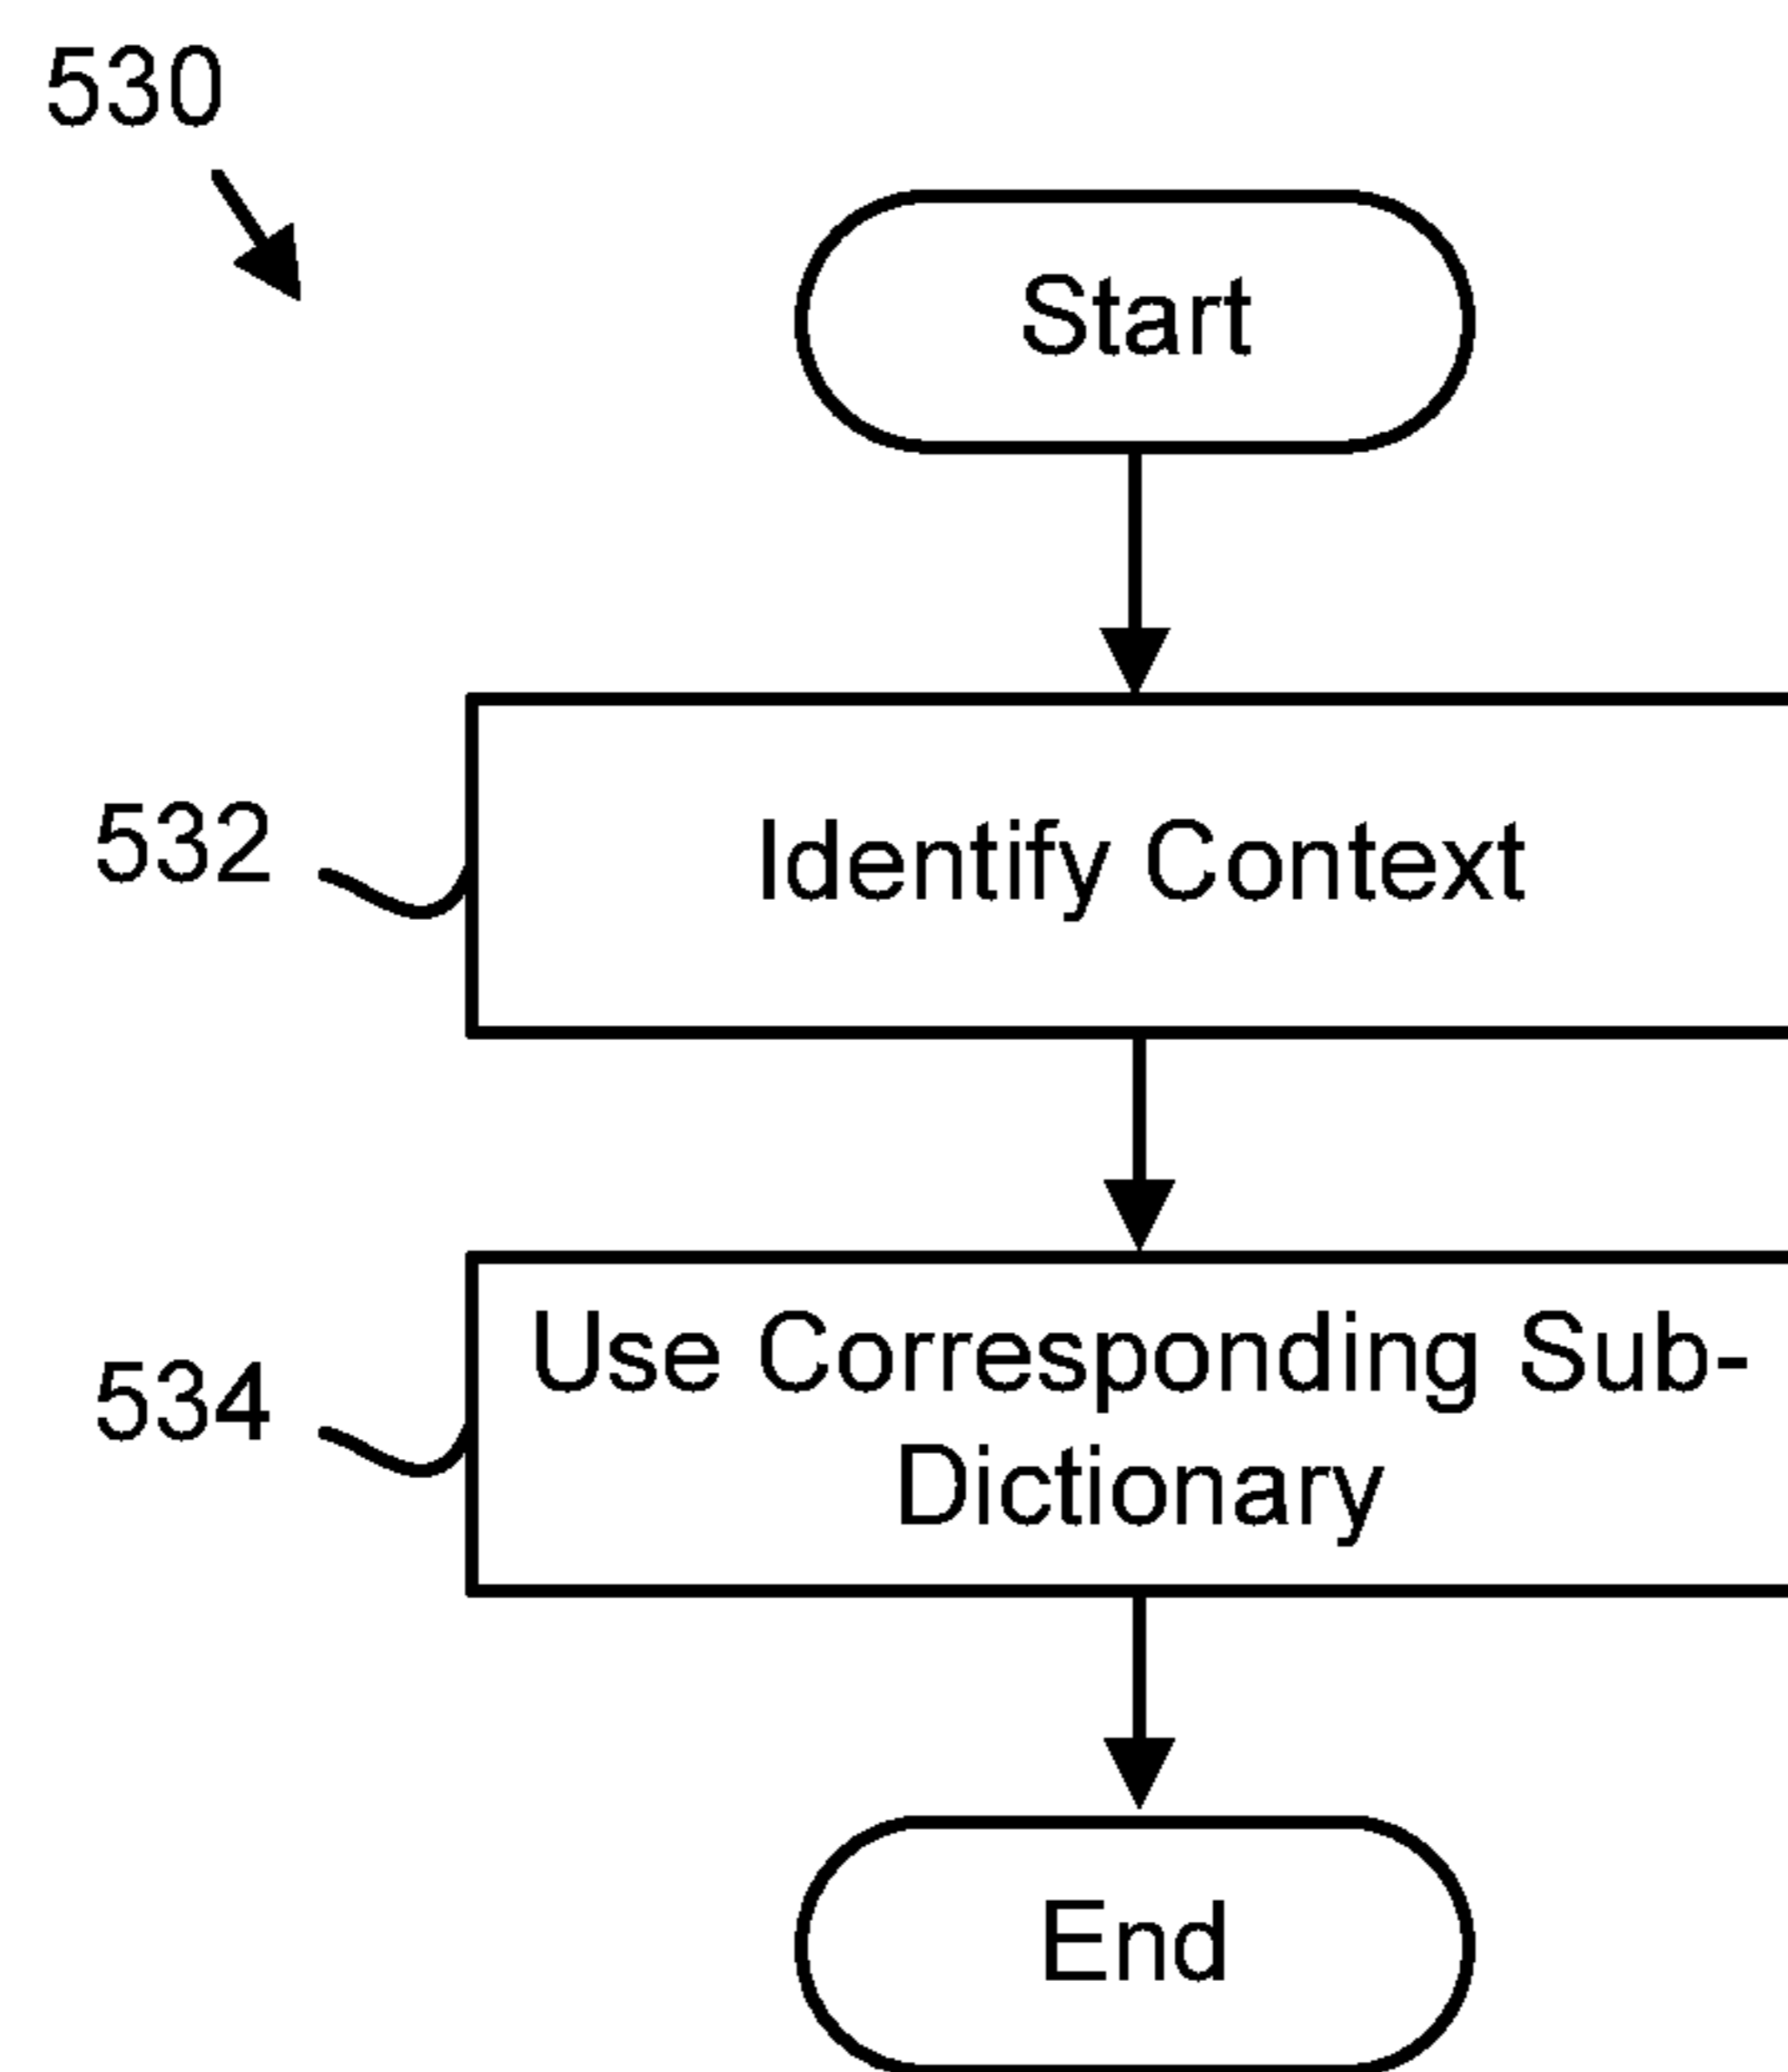 530
Start
532
Identify Context
534
Use Corresponding Sub-
Dictionary
End